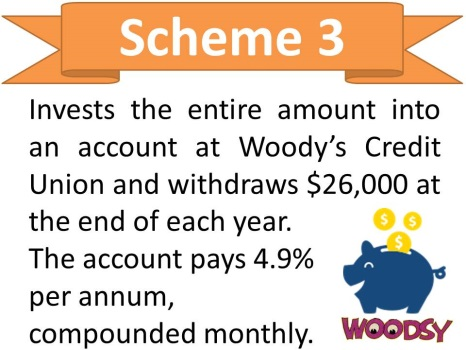 Scheme 3
Invests the entire amount into
an account at Woody's Credit
Union and withdraws $26,000 at
the end of each year.
The account pays 4.9%
per annum,
compounded monthly.
$ $
$
WOODSY